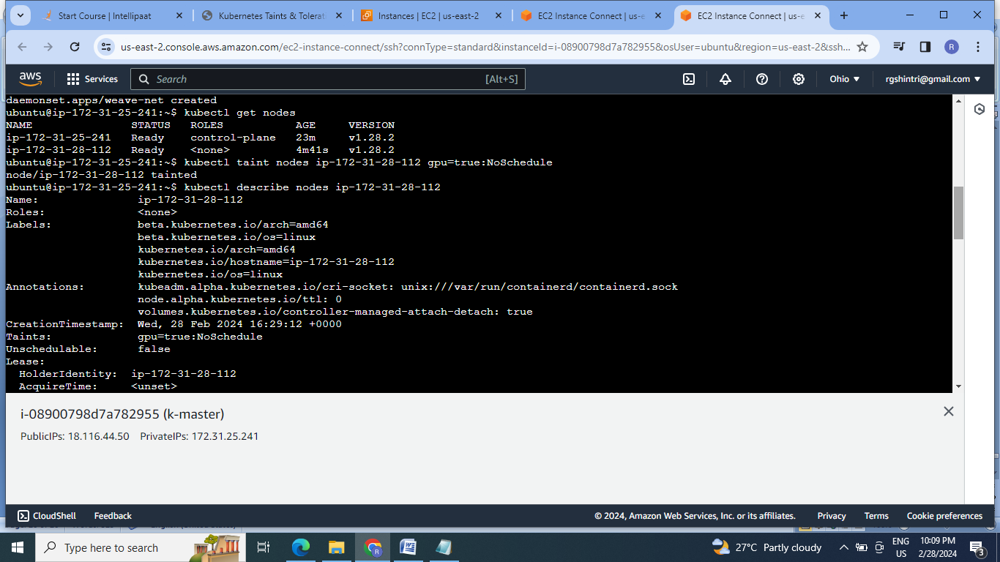 Start Course | Intellipaat
Kubernetes Taints & Tolerati
Instances | EC2 | us-east-2
EC2 Instance Connect | us-e
EC2 Instance Connect | us-e
us-east-2.console.aws.amazon.com/ec2-instance-connect/ssh?connType=standard&instanceId=i-08900798d7a782955&osUser=ubuntu&region=us-east-2&ssh...
R
aws
Services
Search
[Alt+S]
Ohio
rgshintri@gmail.com
daemonset.apps/weave-net created
ubuntu@ip-172-31-25-241:~$ kubectl get nodes
NAME STATUS ROLES AGE VERSION
ip-172-31-25-241 Ready control-plane 23m v1.28.2
ip-172-31-28-112 Ready <none> 4m41s v1.28.2
ubuntu@ip-172-31-25-241:~$ kubectl taint nodes ip-172-31-28-112 gpu=true:NoSchedule
node/ip-172-31-28-112 tainted
ubuntu@ip-172-31-25-241:~$ kubectl describe nodes ip-172-31-28-112
Name: ip-172-31-28-112
Roles: <none>
Labels: beta.kubernetes.io/arch=amd64
beta.kubernetes.io/os=linux
kubernetes.io/arch=amd64
kubernetes.io/hostname=ip-172-31-28-112
kubernetes.io/os=linux
Annotations: kubeadm.alpha.kubernetes.io/cri-socket: unix:///var/run/containerd/containerd.sock
node.alpha.kubernetes.io/ttl: 0
volumes.kubernetes.io/controller-managed-attach-detach: true
CreationTimestamp: Wed, 28 Feb 2024 16:29:12 +0000
Taints: gpu=true:NoSchedule
Unschedulable: false
Lease:
HolderIdentity: ip-172-31-28-112
AcquireTime: <unset>
i-08900798d7a782955 (k-master)
PublicIPs: 18.116.44.50 PrivateIPs: 172.31.25.241
CloudShell
Feedback
© 2024, Amazon Web Services, Inc. or its affiliates.
Privacy
Terms
Cookie preferences
Type here to search
R
27°C Partly cloudy
ENG
US
10:09 PM
2/28/2024
3